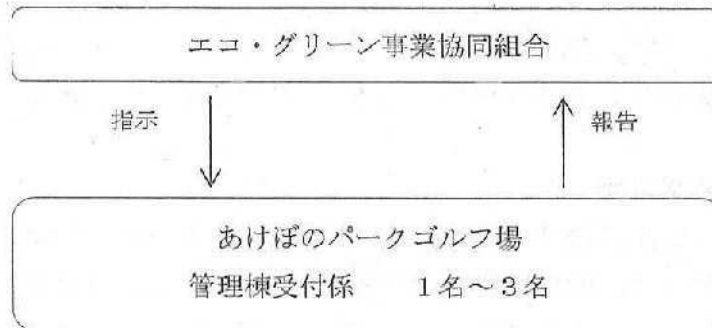 エコ・グリーン事業協同組合
指示
報告
あけぼのパークゴルフ場
管理棟受付係　　1名～3名